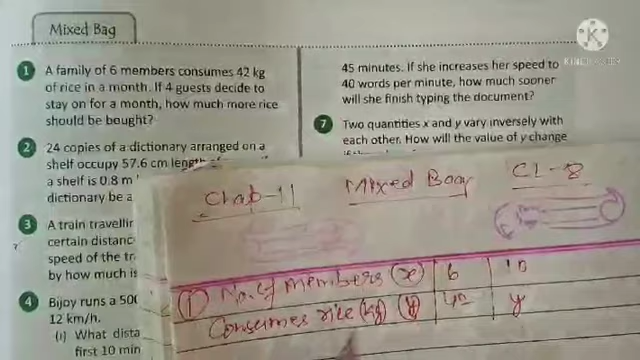 Mixed Bag
1 A family of 6 members consumes 42 kg
of rice in a month. If 4 guests decide to
stay on for a month, how much more rice
should be bought?
2 24 copies of a dictionary arranged on a
shelf occupy 57.6 cm length
a shelf is 0.8 m
dictionary be a
3 A train travellin
certain distanc
speed of the tr
by how much is
4 Bijoy runs a 500
12 km/h.
(i) What dista
first 10 min
45 minutes. If she increases her speed to
40 words per minute, how much sooner
will she finish typing the document?
7 Two quantities x and y vary inversely with
each other. How will the value of y change
Chap-11 Mixed Baag CL-8
(1) No. of members (x) 6 10
Consumes rice (kg) (y) 42 y